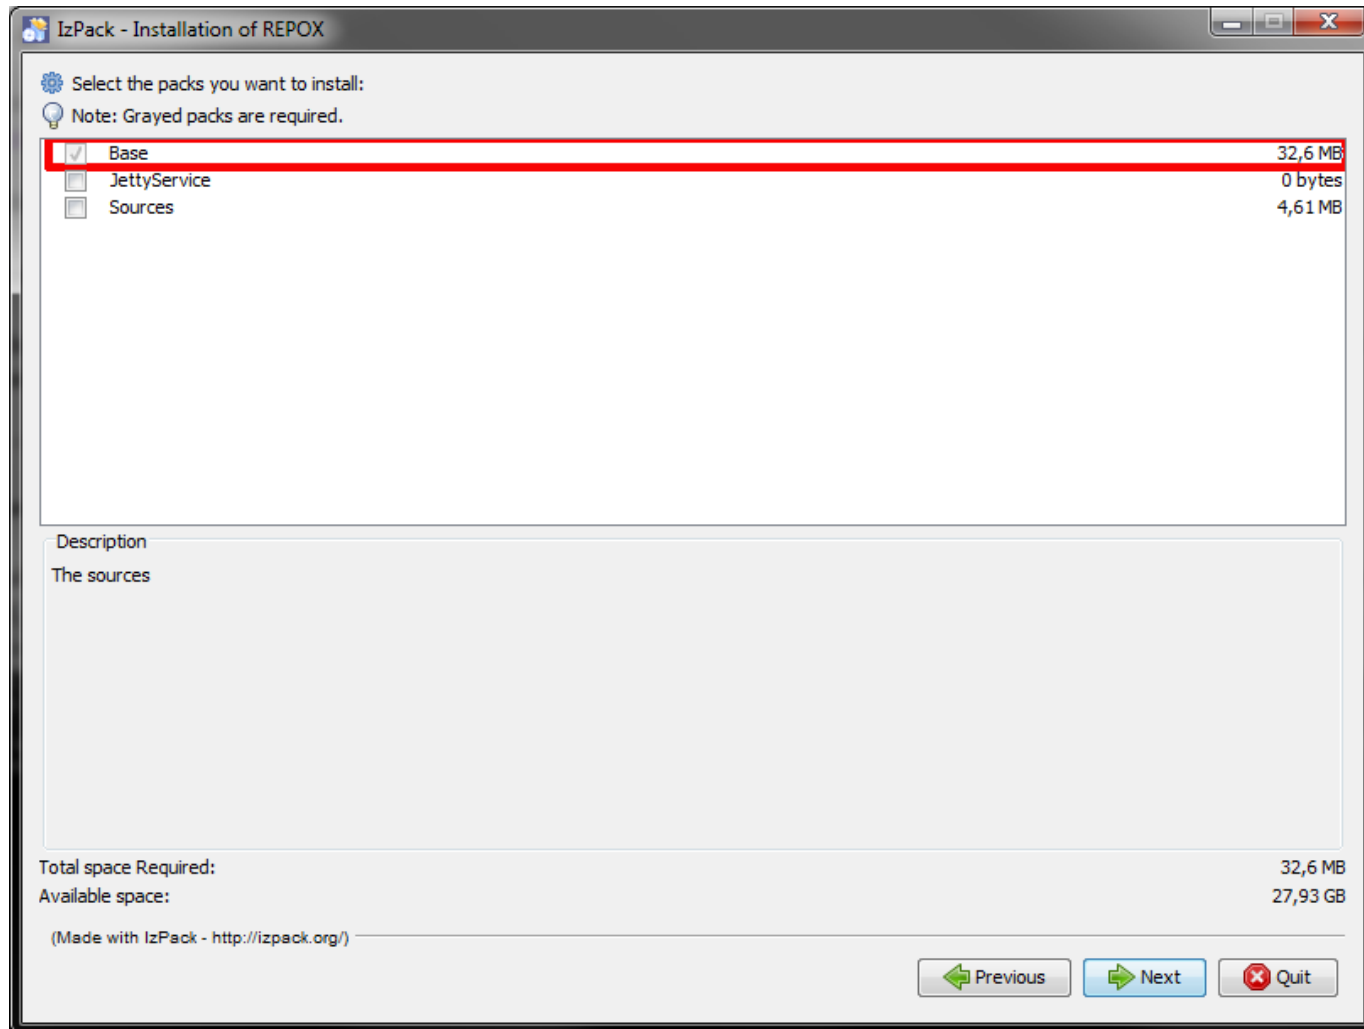 IzPack - Installation of REPOX
Select the packs you want to install:
Note: Grayed packs are required.
Base 32,6 MB
JettyService 0 bytes
Sources 4,61 MB
Description
The sources
Total space Required: 32,6 MB
Available space: 27,93 GB
(Made with IzPack - http://izpack.org/)
Previous Next Quit